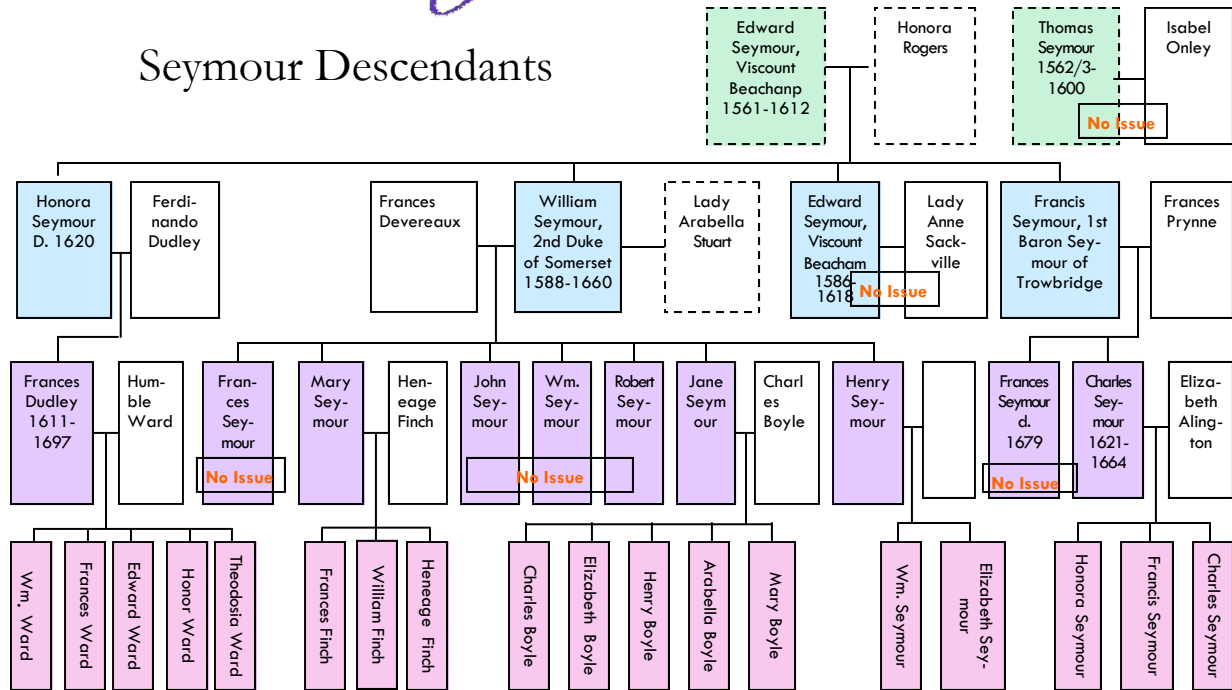 Seymour Descendants
Edward
Seymour,
Viscount
Beachanp
1561-1612
Honora
Rogers
Thomas
Seymour
1562/3-
1600
Isabel
Onley
No Issue
Honora
Seymour
D. 1620
Ferdi-
nando
Dudley
Frances
Devereaux
William
Seymour,
2nd Duke
of Somerset
1588-1660
Lady
Arabella
Stuart
Edward
Seymour,
Viscount
Beacham
1586-
1618
No Issue
Lady
Anne
Sack-
ville
Francis
Seymour, 1st
Baron Sey-
mour of
Trowbridge
Frances
Prynne
Frances
Dudley
1611-
1697
Hum-
ble
Ward
Fran-
ces
Sey-
mour
No Issue
Mary
Sey-
mour
Hen-
eage
Finch
John
Sey-
mour
Wm.
Sey-
mour
Robert
Sey-
mour
No Issue
Jane
Seym
our
Charl
es
Boyle
Henry
Sey-
mour
Frances
Seymour
d.
1679
No Issue
Charles
Sey-
mour
1621-
1664
Eliza-
beth
Aling-
ton
Wm. Ward
Frances Ward
Edward Ward
Honor Ward
Theodosia Ward
Frances Finch
William Finch
Heneage Finch
Charles Boyle
Elizabeth Boyle
Henry Boyle
Arabella Boyle
Mary Boyle
Wm. Seymour
Elizabeth Sey-
mour
Honora Seymour
Francis Seymour
Charles Seymour